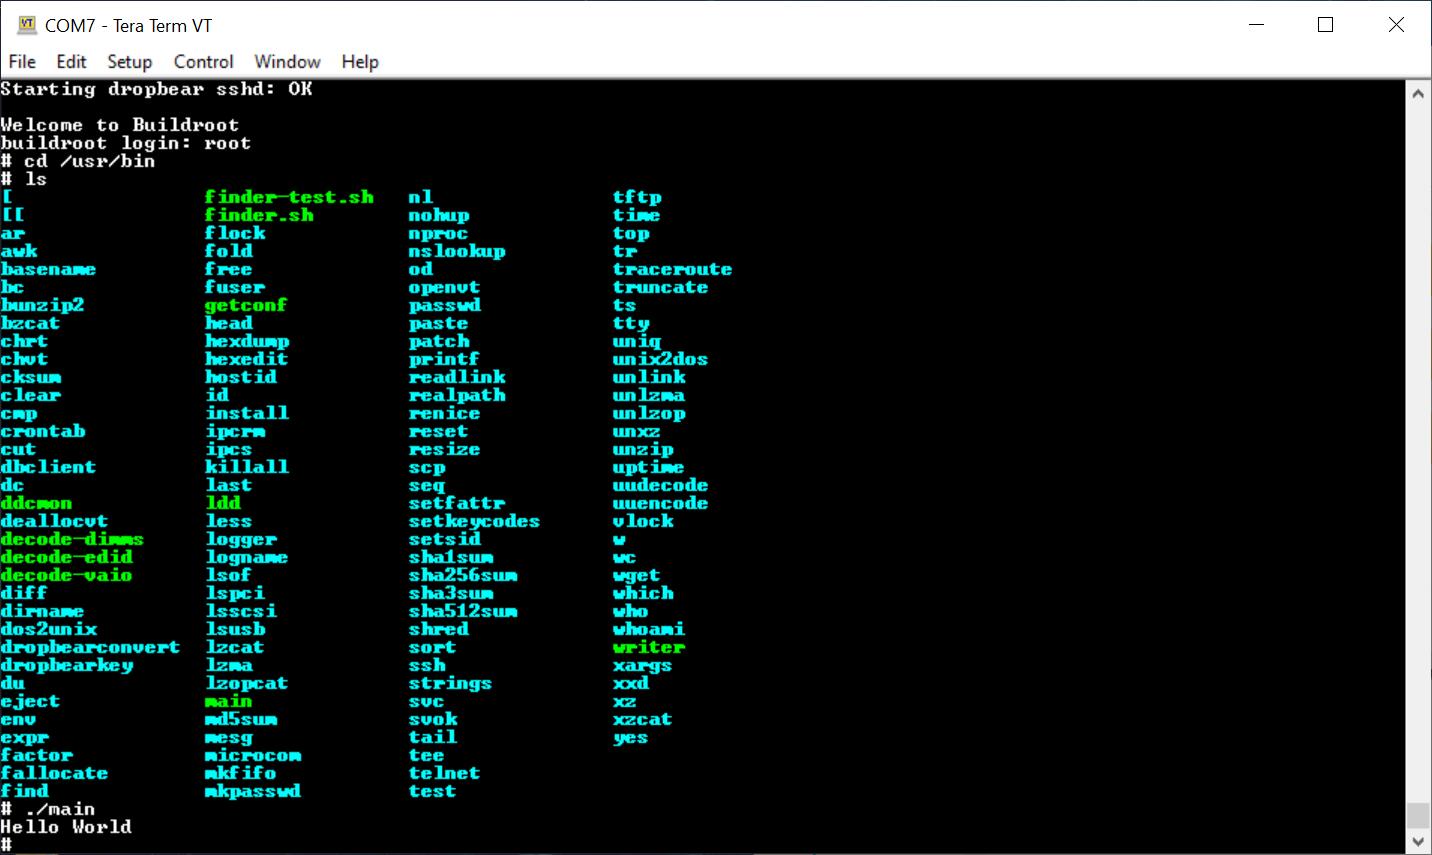 COM7 - Tera Term VT
File Edit Setup Control Window Help
Starting dropbear sshd: OK
Welcome to Buildroot
buildroot login: root
# cd /usr/bin
# ls
[ finder-test.sh nl tftp
[[ finder.sh nohup time
ar flock nproc top
awk fold nslookup tr
basename free od traceroute
bc fuser openvt truncate
bunzip2 getconf passwd ts
bzcat head paste tty
chrt hexdump patch uniq
chvt hexedit printf unix2dos
cksum hostid readlink unlink
clear id realpath unlzma
cmp install renice unlzop
crontab ipcrm reset unxz
cut ipcs resize unzip
dbclient killall scp uptime
dc last seq uudecode
ddcmon ldd setfattr uuencode
deallocvt less setkeycodes vlock
decode-dimms logger setsid w
decode-edid logname sha1sum wc
decode-vaio lsof sha256sum wget
diff lspci sha3sum which
dirname lsscsi sha512sum who
dos2unix lsusb shred whoami
dropbearconvert lzcat sort writer
dropbearkey lzma ssh xargs
du lzopcat strings xxd
eject main svc xz
env md5sum svok xzcat
expr mesg tail yes
factor microcom tee
fallocate mkfifo telnet
find mkpasswd test
# ./main
Hello World
#